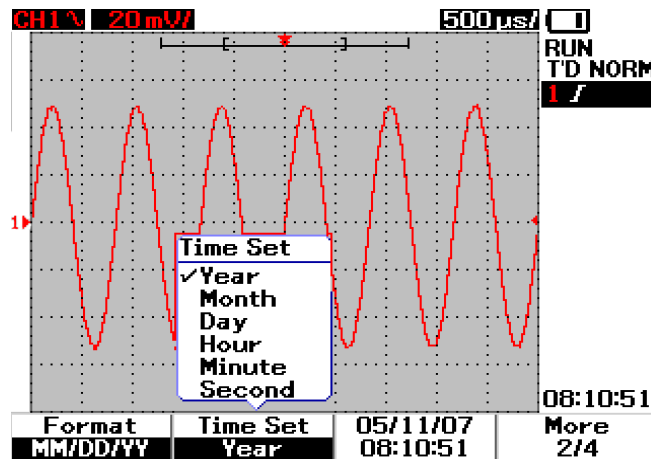 CH1 ∿ 20 mV/ 500 µs/
RUN
T'D NORM
1
1
Time Set
✓Year
Month
Day
Hour
Minute
Second
08:10:51
Format Time Set 05/11/07 More
MM/DD/YY Year 08:10:51 2/4